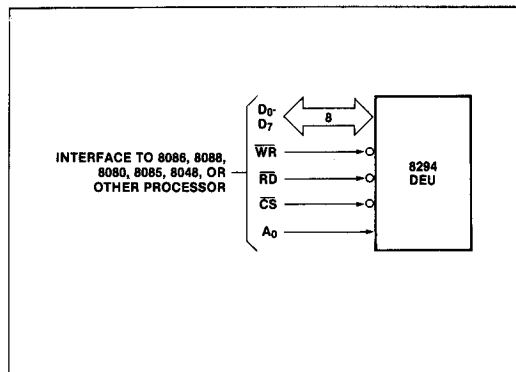 D0-
D7
8
WR
RD
CS
A0
INTERFACE TO 8086, 8088,
8080, 8085, 8048, OR
OTHER PROCESSOR
8294
DEU